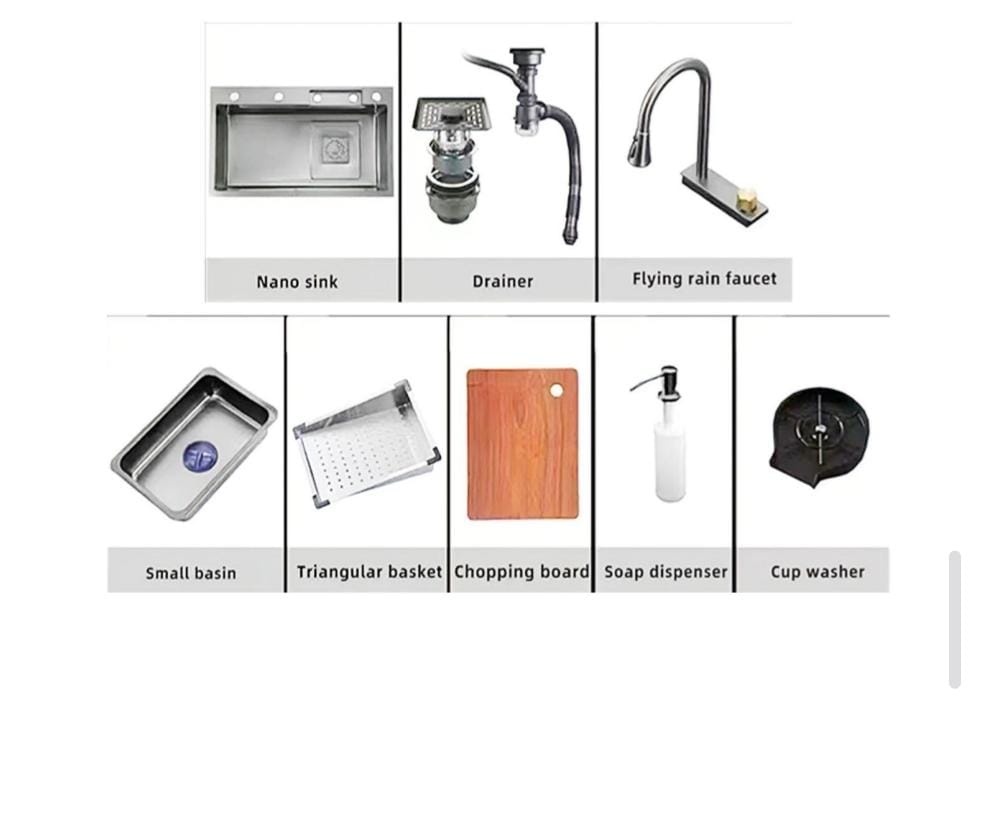 Nano sink
Drainer
Flying rain faucet
Small basin
Triangular basket
Chopping board
Soap dispenser
Cup washer